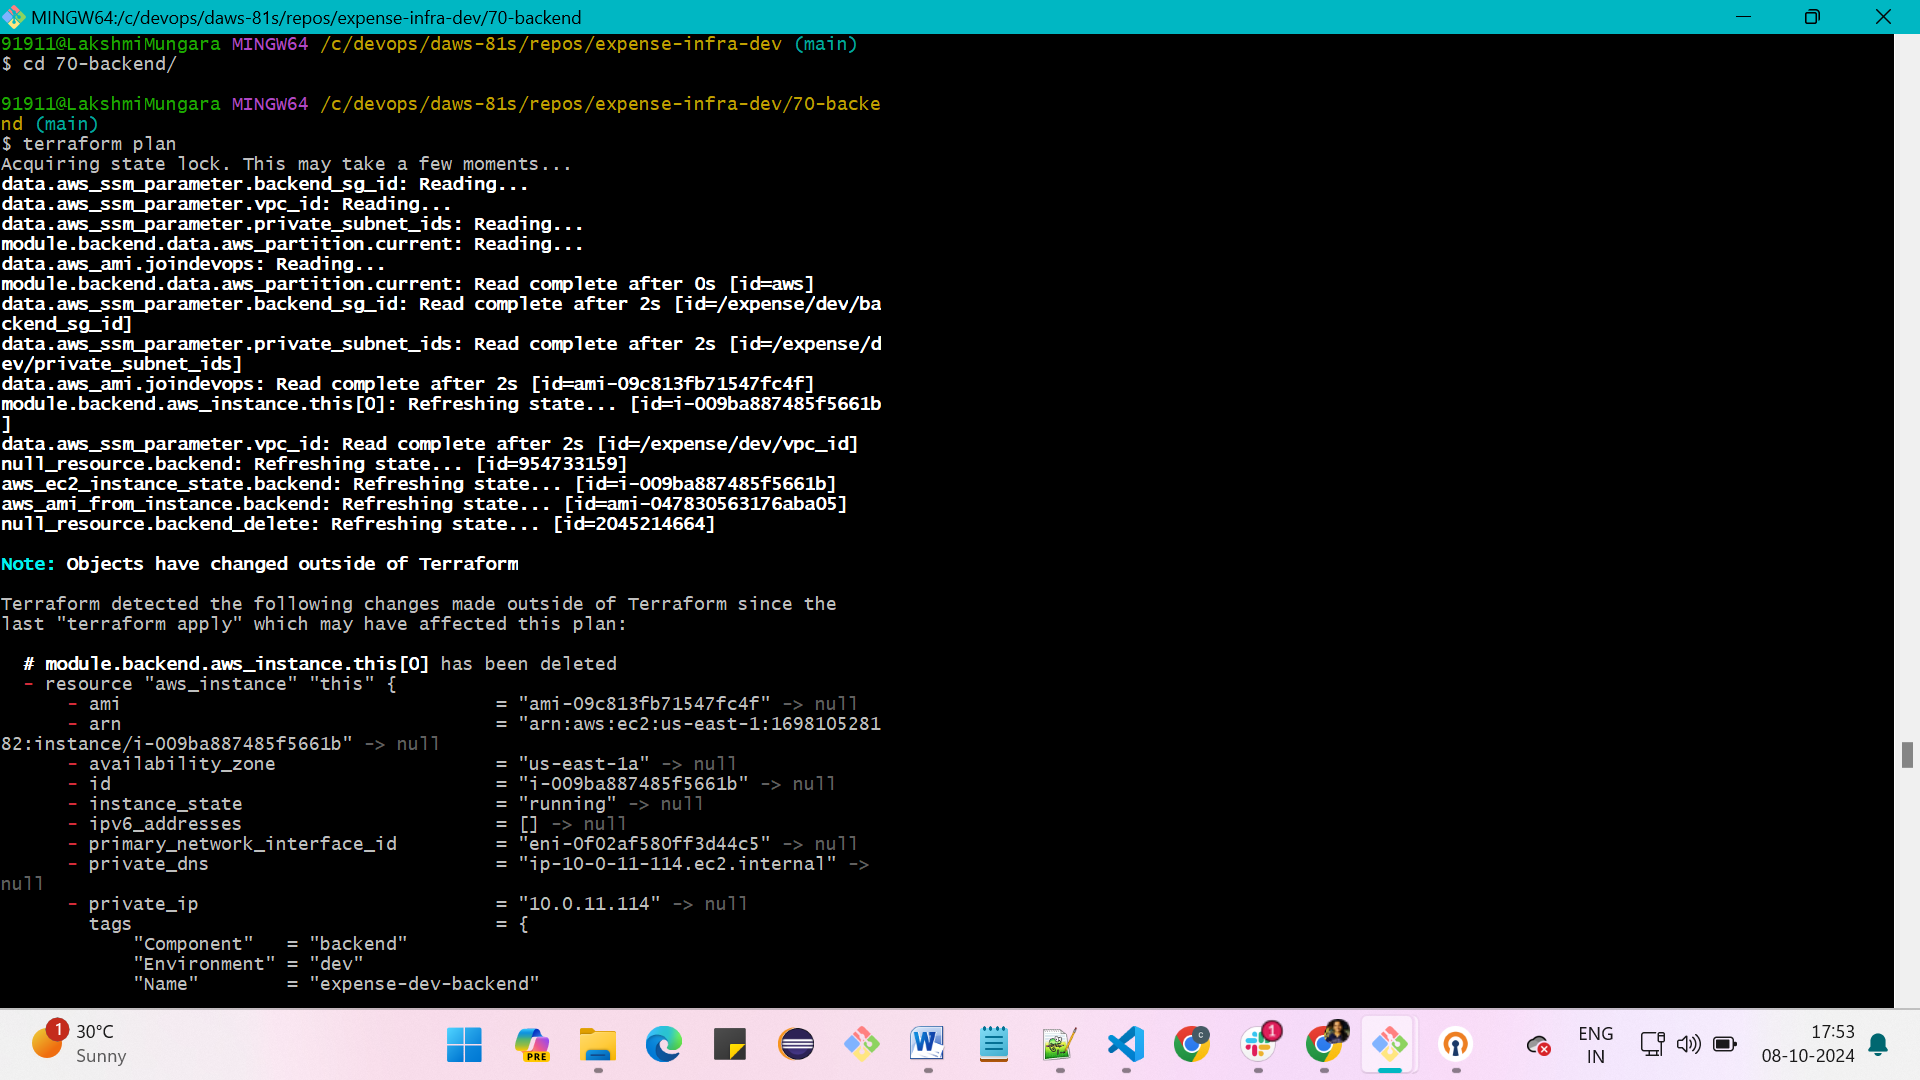 MINGW64:/c/devops/daws-81s/repos/expense-infra-dev/70-backend
91911@LakshmiMungara MINGW64 /c/devops/daws-81s/repos/expense-infra-dev (main)
$ cd 70-backend/
91911@LakshmiMungara MINGW64 /c/devops/daws-81s/repos/expense-infra-dev/70-backe
nd (main)
$ terraform plan
Acquiring state lock. This may take a few moments...
data.aws_ssm_parameter.backend_sg_id: Reading...
data.aws_ssm_parameter.vpc_id: Reading...
data.aws_ssm_parameter.private_subnet_ids: Reading...
module.backend.data.aws_partition.current: Reading...
data.aws_ami.joindevops: Reading...
module.backend.data.aws_partition.current: Read complete after 0s [id=aws]
data.aws_ssm_parameter.backend_sg_id: Read complete after 2s [id=/expense/dev/ba
ckend_sg_id]
data.aws_ssm_parameter.private_subnet_ids: Read complete after 2s [id=/expense/d
ev/private_subnet_ids]
data.aws_ami.joindevops: Read complete after 2s [id=ami-09c813fb71547fc4f]
module.backend.aws_instance.this[0]: Refreshing state... [id=i-009ba887485f5661b
]
data.aws_ssm_parameter.vpc_id: Read complete after 2s [id=/expense/dev/vpc_id]
null_resource.backend: Refreshing state... [id=954733159]
aws_ec2_instance_state.backend: Refreshing state... [id=i-009ba887485f5661b]
aws_ami_from_instance.backend: Refreshing state... [id=ami-047830563176aba05]
null_resource.backend_delete: Refreshing state... [id=2045214664]
Note: Objects have changed outside of Terraform
Terraform detected the following changes made outside of Terraform since the
last "terraform apply" which may have affected this plan:
# module.backend.aws_instance.this[0] has been deleted
- resource "aws_instance" "this" {
- ami = "ami-09c813fb71547fc4f" -> null
- arn = "arn:aws:ec2:us-east-1:1698105281
82:instance/i-009ba887485f5661b" -> null
- availability_zone = "us-east-1a" -> null
- id = "i-009ba887485f5661b" -> null
- instance_state = "running" -> null
- ipv6_addresses = [] -> null
- primary_network_interface_id = "eni-0f02af580ff3d44c5" -> null
- private_dns = "ip-10-0-11-114.ec2.internal" ->
null
- private_ip = "10.0.11.114" -> null
tags = {
"Component" = "backend"
"Environment" = "dev"
"Name" = "expense-dev-backend"
1
30°C
Sunny
PRE
W
C
1
ENG
IN
17:53
08-10-2024